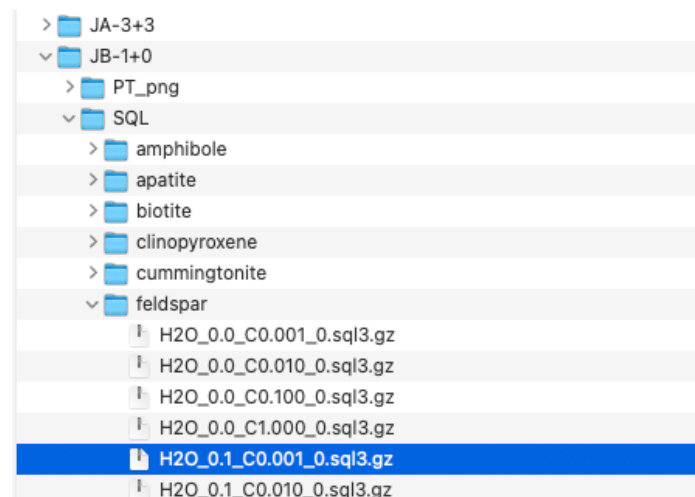 JA-3+3
JB-1+0
PT_png
SQL
amphibole
apatite
biotite
clinopyroxene
cummingtonite
feldspar
H2O_0.0_C0.001_0.sql3.gz
H2O_0.0_C0.010_0.sql3.gz
H2O_0.0_C0.100_0.sql3.gz
H2O_0.0_C1.000_0.sql3.gz
H2O_0.1_C0.001_0.sql3.gz
H2O_0.1_C0.010_0.sql3.gz